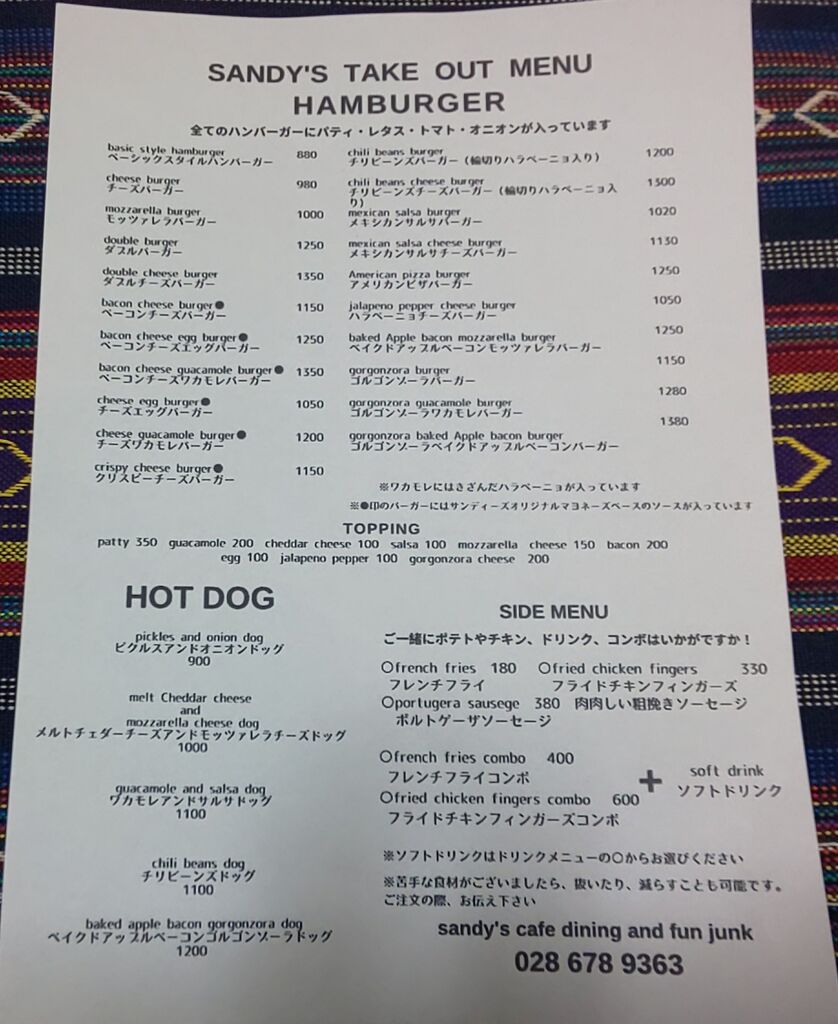 SANDY'S TAKE OUT MENU
HAMBURGER
全てのハンバーガーにパティ・レタス・トマト・オニオンが入っています
basic style hamburger 880
ベーシックスタイルハンバーガー
cheese burger 980
チーズバーガー
mozzarella burger 1000
モッツァレラバーガー
double burger 1250
ダブルバーガー
double cheese burger 1350
ダブルチーズバーガー
bacon cheese burger● 1150
ベーコンチーズバーガー
bacon cheese egg burger● 1250
ベーコンチーズエッグバーガー
bacon cheese guacamole burger● 1350
ベーコンチーズワカモレバーガー
cheese egg burger● 1050
チーズエッグバーガー
cheese guacamole burger● 1200
チーズワカモレバーガー
crispy cheese burger● 1150
クリスピーチーズバーガー
chili beans burger 1200
チリビーンズバーガー（輪切りハラペーニョ入り）
chili beans cheese burger 1300
チリビーンズチーズバーガー（輪切りハラペーニョ入
り）
mexican salsa burger 1020
メキシカンサルサバーガー
mexican salsa cheese burger 1130
メキシカンサルサチーズバーガー
American pizza burger 1250
アメリカンピザバーガー
jalapeno pepper cheese burger 1050
ハラペーニョチーズバーガー
baked Apple bacon mozzarella burger 1250
ベイクドアップルベーコンモッツァレラバーガー
gorgonzora burger 1150
ゴルゴンゾーラバーガー
gorgonzora guacamole burger 1280
ゴルゴンゾーラワカモレバーガー
gorgonzora baked Apple bacon burger 1380
ゴルゴンゾーラベイクドアップルベーコンバーガー
※ワカモレにはきざんだハラペーニョが入っています
※●印のバーガーにはサンディーズオリジナルマヨネーズベースのソースが入っています
TOPPING
patty 350 guacamole 200 cheddar cheese 100 salsa 100 mozzarella cheese 150 bacon 200
egg 100 jalapeno pepper 100 gorgonzora cheese 200
HOT DOG
pickles and onion dog
ピクルスアンドオニオンドッグ
900
melt Cheddar cheese
and
mozzarella cheese dog
メルトチェダーチーズアンドモッツァレラチーズドッグ
1000
guacamole and salsa dog
ワカモレアンドサルサドッグ
1100
chili beans dog
チリビーンズドッグ
1100
baked apple bacon gorgonzora dog
ベイクドアップルベーコンゴルゴンゾーラドッグ
1200
SIDE MENU
ご一緒にポテトやチキン、ドリンク、コンボはいかがですか！
○french fries 180 ○fried chicken fingers 330
フレンチフライ フライドチキンフィンガーズ
○portugera sausege 380 肉肉しい粗挽きソーセージ
ポルトゲーザソーセージ
○french fries combo 400
フレンチフライコンボ
○fried chicken fingers combo 600
フライドチキンフィンガーズコンボ
+ soft drink
ソフトドリンク
※ソフトドリンクはドリンクメニューの○からお選びください
※苦手な食材がございましたら、抜いたり、減らすことも可能です。
ご注文の際、お伝え下さい
sandy's cafe dining and fun junk
028 678 9363